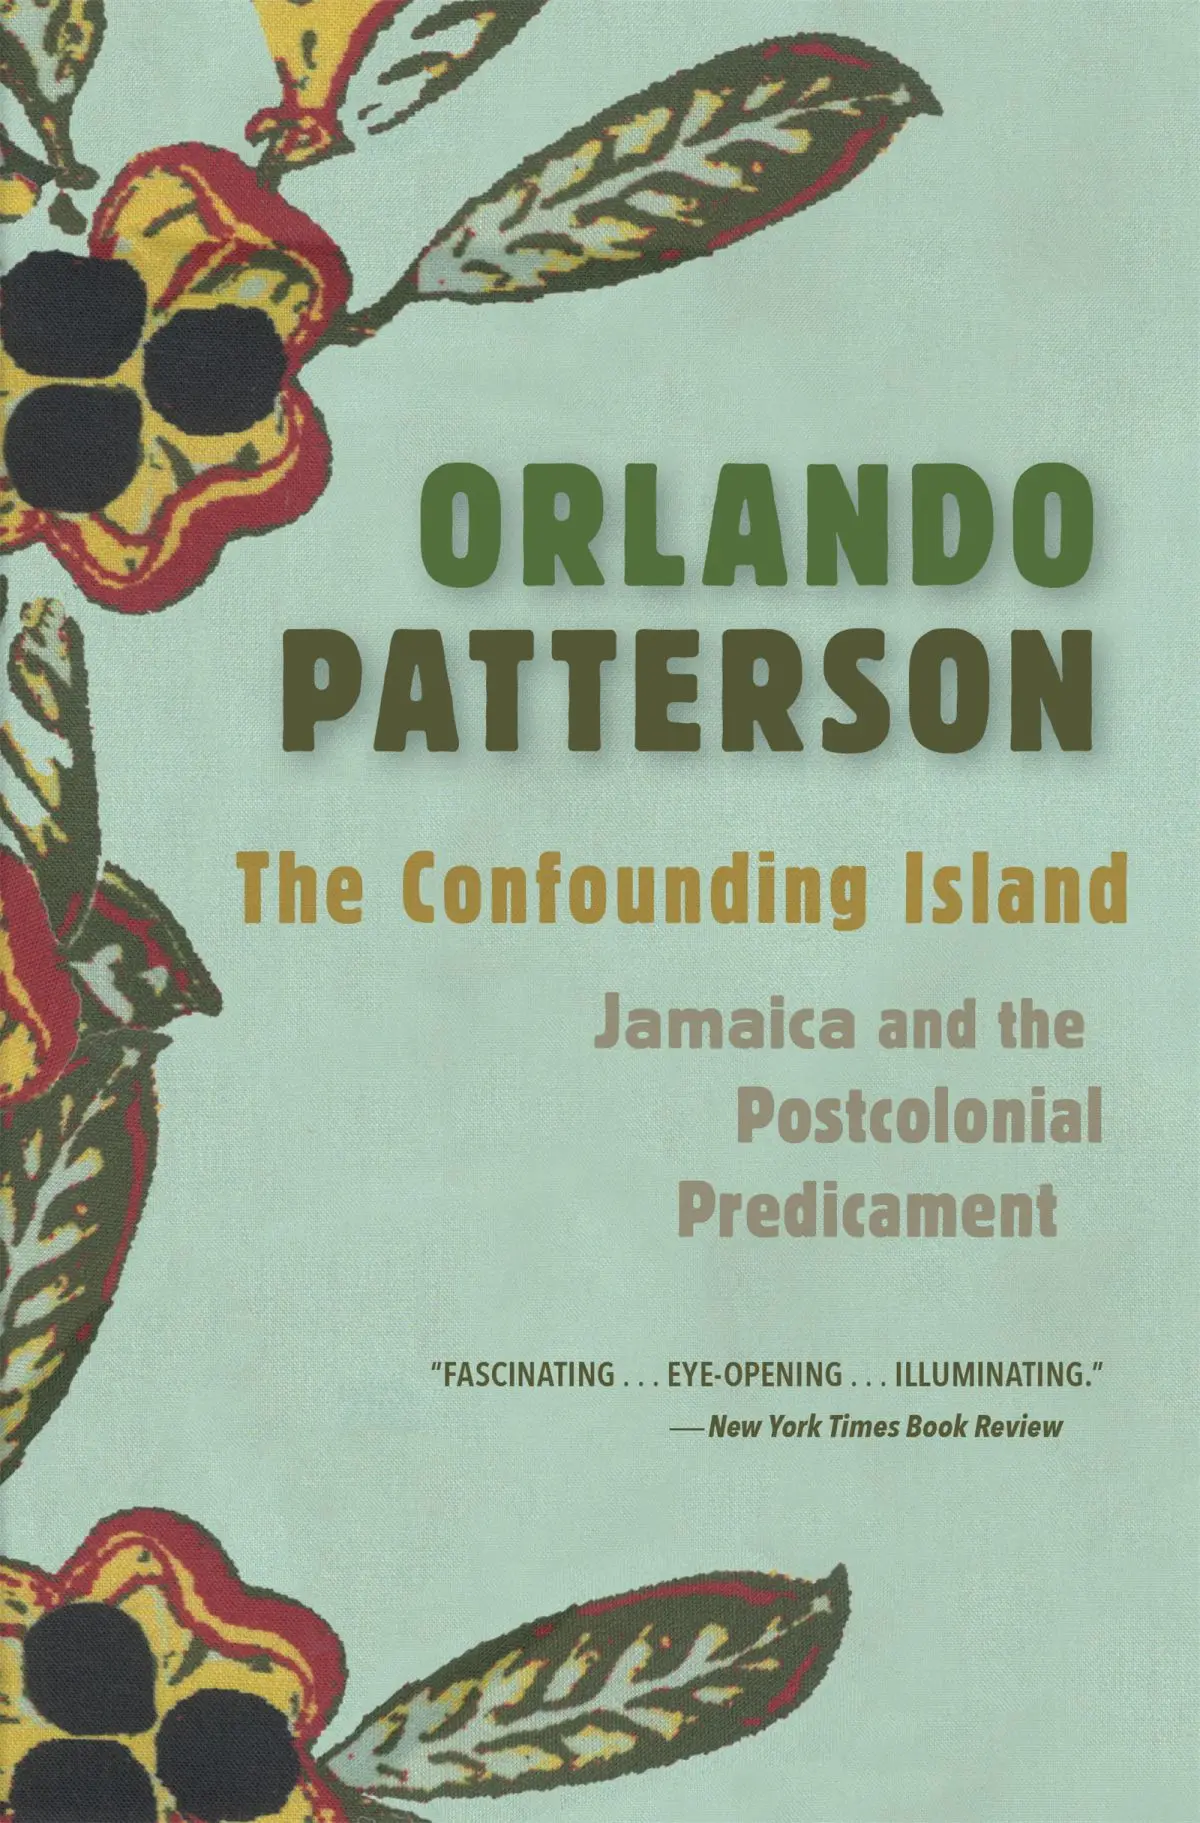 ORLANDO
PATTERSON
The Confounding Island
Jamaica and the
Postcolonial
Predicament
“FASCINATING . . . EYE-OPENING . . . ILLUMINATING.”
—New York Times Book Review